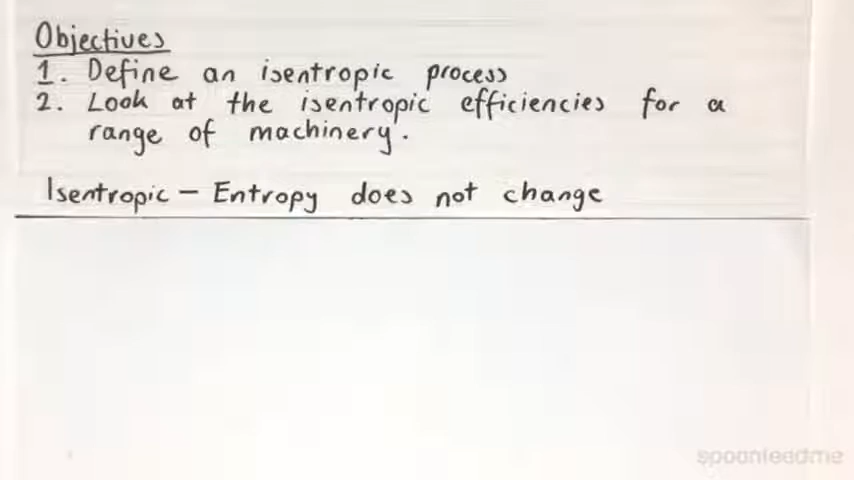 Objectives
1. Define an isentropic process
2. Look at the isentropic efficiencies for a
range of machinery.
Isentropic – Entropy does not change
spoonfeedme